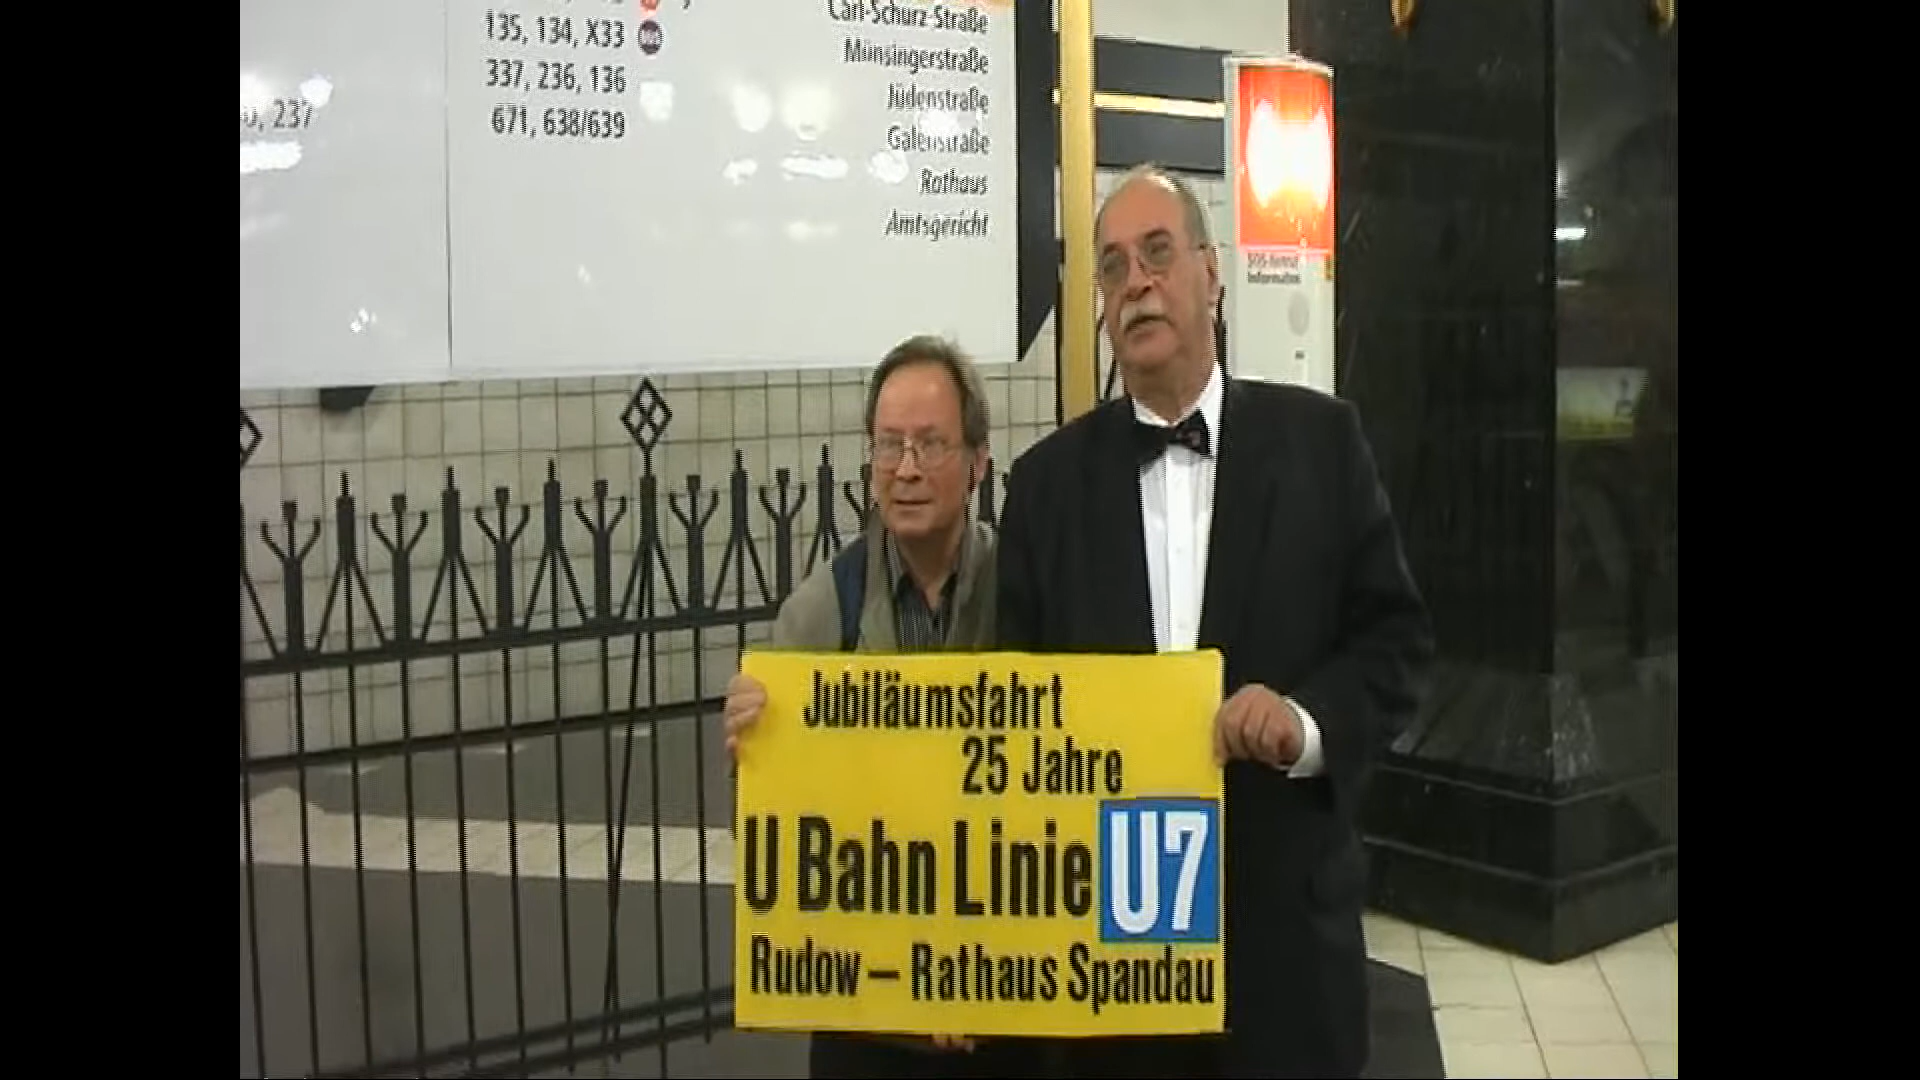 135, 134, X33
337, 236, 136
671, 638/639
237
Carl-Schurz-Straße
Münsingerstraße
Jüdenstraße
Galenstraße
Rathaus
Amtsgericht
Information
Jubiläumsfahrt
25 Jahre
U Bahn Linie U7
Rudow – Rathaus Spandau